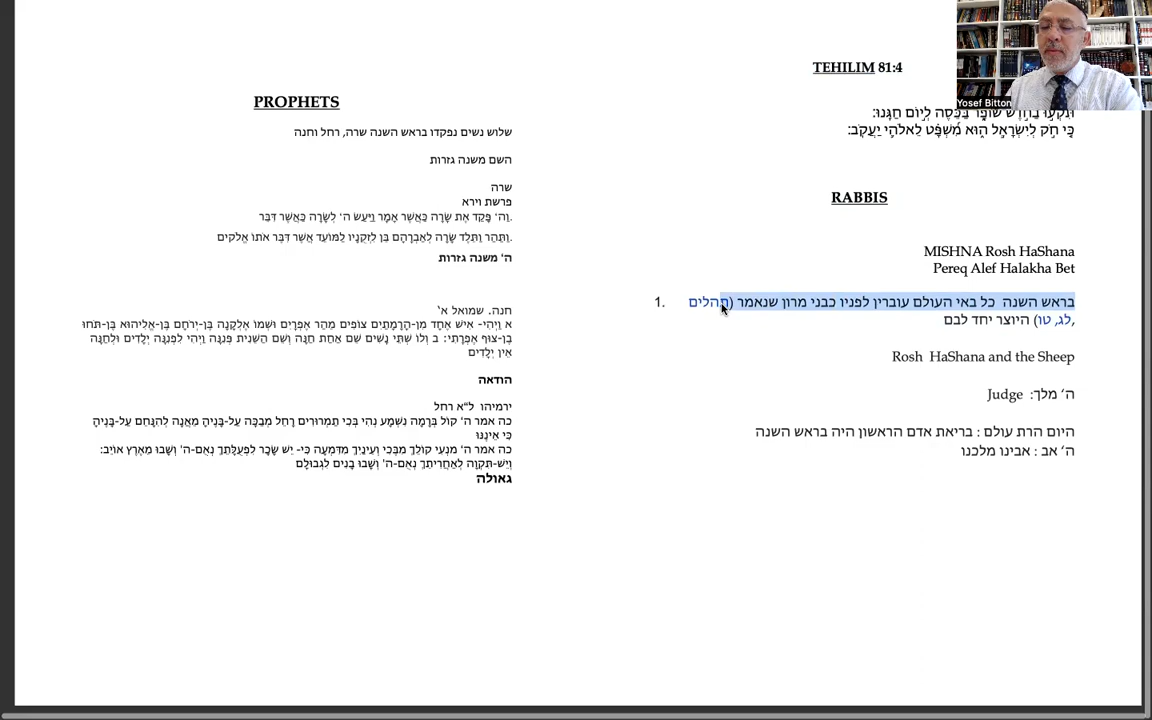 TEHILIM 81:4
תִּקְע֣וּ בַחֹ֣דֶשׁ שׁוֹפָ֑ר בַּ֝כֵּ֗סֶה לְי֣וֹם חַגֵּֽנוּ׃
כִּ֤י חֹ֣ק לְיִשְׂרָאֵ֣ל ה֑וּא מִ֝שְׁפָּ֗ט לֵאלֹהֵ֥י יַעֲקֹֽב׃
Yosef Bitton
PROPHETS
שלוש נשים נפקדו בראש השנה שרה, רחל וחנה
השם משנה גזרות
שרה
פרשת וירא
וַה׳ פָּקַד אֶת שָׂרָה כַּאֲשֶׁר אָמָר וַיַּעַשׂ ה׳ לְשָׂרָה כַּאֲשֶׁר דִּבֵּר.
וַתַּהַר וַתֵּלֶד שָׂרָה לְאַבְרָהָם בֵּן לִזְקֻנָיו לַמּוֹעֵד אֲשֶׁר דִּבֶּר אֹתוֹ אֱלֹקים.
ה׳ משנה גזרות
חנה. שמואל א׳
א וַיְהִי- אִישׁ אֶחָד מִן-הָרָמָתַיִם צוֹפִים מֵהַר אֶפְרָיִם וּשְׁמוֹ אֶלְקָנָה בֶּן-יְרֹחָם בֶּן-אֱלִיהוּא בֶּן-תֹּחוּ
בֶן-צוּף אֶפְרָתִי: ב וְלוֹ שְׁתֵּי נָשִׁים שֵׁם אַחַת חַנָּה וְשֵׁם הַשֵּׁנִית פְּנִנָּה וַיְהִי לִפְנִנָּה יְלָדִים וּלְחַנָּה
אֵין יְלָדִים
הודאה
ירמיהו ל״א רחל
כה אמר ה׳ קוֹל בְּרָמָה נִשְׁמָע נְהִי בְּכִי תַמְרוּרִים רָחֵל מְבַכָּה עַל-בָּנֶיהָ מֵאֲנָה לְהִנָּחֵם עַל-בָּנֶיהָ
כִּי אֵינֶנּוּ
כה אמר ה׳ מִנְעִי קוֹלֵךְ מִבֶּכִי וְעֵינַיִךְ מִדִּמְעָה כִּי- יֵשׁ שָׂכָר לִפְעֻלָּתֵךְ נְאֻם-ה׳ וְשָׁבוּ מֵאֶרֶץ אוֹיֵב:
וְיֵשׁ-תִּקְוָה לְאַחֲרִיתֵךְ נְאֻם-ה׳ וְשָׁבוּ בָנִים לִגְבוּלָם
גאולה
RABBIS
MISHNA Rosh HaShana
Pereq Alef Halakha Bet
1. בראש השנה כל באי העולם עוברין לפניו כבני מרון שנאמר (תהלים
לג, טו) היוצר יחד לבם,
Rosh HaShana and the Sheep
ה׳ מלך: Judge
היום הרת עולם : בריאת אדם הראשון היה בראש השנה
ה׳ אב : אבינו מלכנו